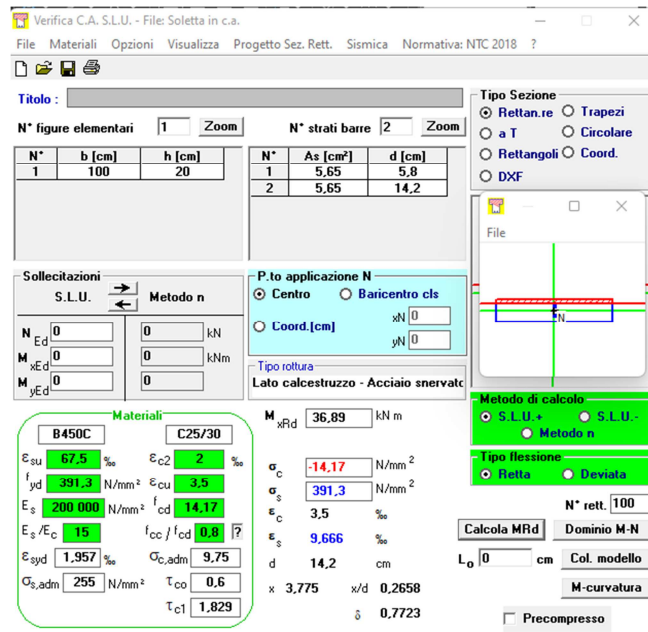 Verifica C.A. S.L.U. - File: Soletta in c.a.
File Materiali Opzioni Visualizza Progetto Sez. Rett. Sismica Normativa: NTC 2018 ?
Titolo :
N° figure elementari 1 Zoom
N° strati barre 2 Zoom
N° b [cm] h [cm]
1 100 20
N° As [cm²] d [cm]
1 5,65 5,8
2 5,65 14,2
Tipo Sezione
Rettan.re Trapezi
a T Circolare
Rettangoli Coord.
DXF
File
N
Sollecitazioni
S.L.U. Metodo n
N Ed 0 0 kN
M xEd 0 0 kNm
M yEd 0 0
P.to applicazione N
Centro Baricentro cls
Coord.[cm] xN 0
yN 0
Tipo rottura
Lato calcestruzzo - Acciaio snervato
Metodo di calcolo
S.L.U.+ S.L.U.-
Metodo n
Tipo flessione
Retta Deviata
Materiali
B450C C25/30
εsu 67,5 ‰ εc2 2 ‰
fyd 391,3 N/mm² εcu 3,5
Es 200 000 N/mm² fcd 14,17
Es /Ec 15 fcc / fcd 0,8 ?
εsyd 1,957 ‰ σc,adm 9,75
σs,adm 255 N/mm² τco 0,6
τc1 1,829
M xRd 36,89 kN m
σc -14,17 N/mm²
σs 391,3 N/mm²
εc 3,5 ‰
εs 9,666 ‰
d 14,2 cm
x 3,775 x/d 0,2658
δ 0,7723
N° rett. 100
Calcola MRd Dominio M-N
Lo 0 cm Col. modello
M-curvatura
Precompresso